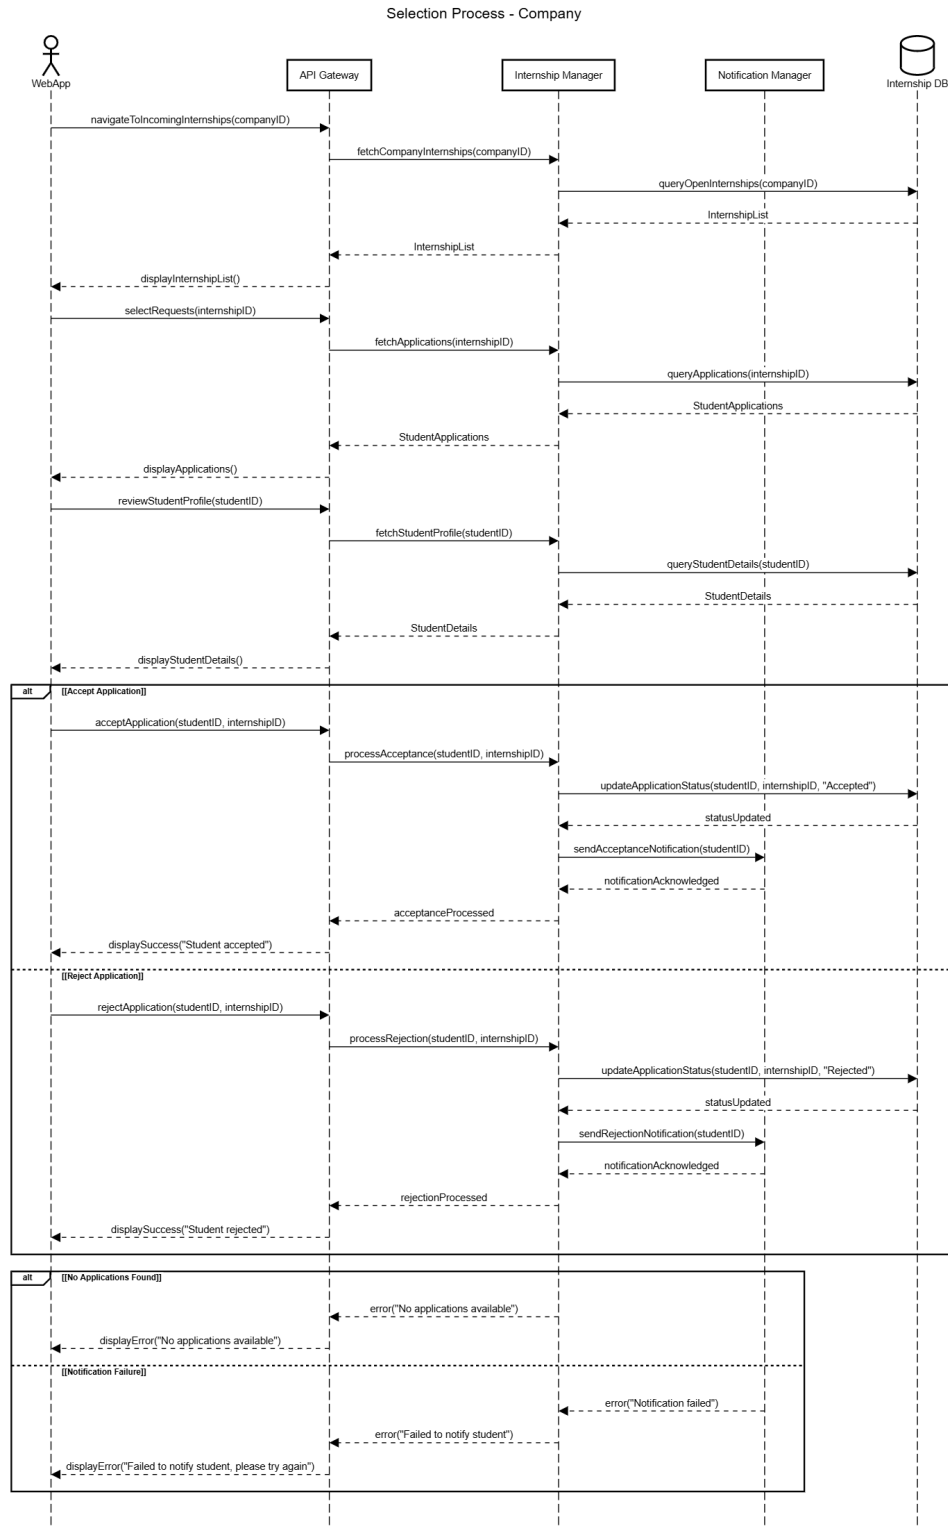 Selection Process - Company
WebApp
API Gateway
Internship Manager
Notification Manager
Internship DB
navigateToIncomingInternships(companyID)
fetchCompanyInternships(companyID)
queryOpenInternships(companyID)
InternshipList
InternshipList
displayInternshipList()
selectRequests(internshipID)
fetchApplications(internshipID)
queryApplications(internshipID)
StudentApplications
StudentApplications
displayApplications()
reviewStudentProfile(studentID)
fetchStudentProfile(studentID)
queryStudentDetails(studentID)
StudentDetails
StudentDetails
displayStudentDetails()
alt [[Accept Application]]
acceptApplication(studentID, internshipID)
processAcceptance(studentID, internshipID)
updateApplicationStatus(studentID, internshipID, "Accepted")
statusUpdated
sendAcceptanceNotification(studentID)
notificationAcknowledged
acceptanceProcessed
displaySuccess("Student accepted")
[[Reject Application]]
rejectApplication(studentID, internshipID)
processRejection(studentID, internshipID)
updateApplicationStatus(studentID, internshipID, "Rejected")
statusUpdated
sendRejectionNotification(studentID)
notificationAcknowledged
rejectionProcessed
displaySuccess("Student rejected")
alt [[No Applications Found]]
error("No applications available")
displayError("No applications available")
[[Notification Failure]]
error("Notification failed")
error("Failed to notify student")
displayError("Failed to notify student, please try again")